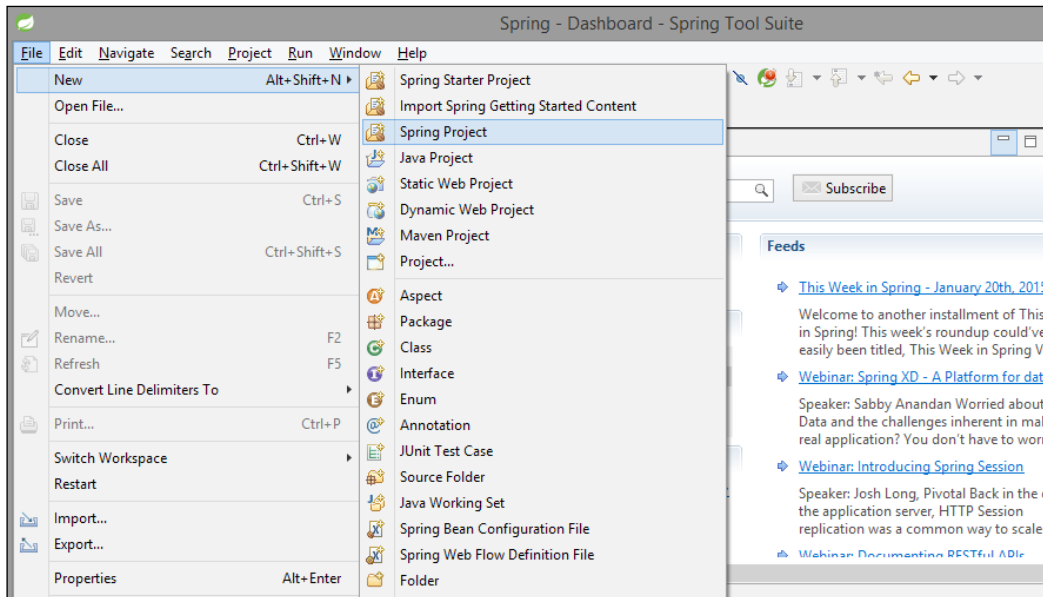 Spring - Dashboard - Spring Tool Suite
File Edit Navigate Search Project Run Window Help
New Alt+Shift+N
Open File...
Close Ctrl+W
Close All Ctrl+Shift+W
Save Ctrl+S
Save As...
Save All Ctrl+Shift+S
Revert
Move...
Rename... F2
Refresh F5
Convert Line Delimiters To
Print... Ctrl+P
Switch Workspace
Restart
Import...
Export...
Properties Alt+Enter
Spring Starter Project
Import Spring Getting Started Content
Spring Project
Java Project
Static Web Project
Dynamic Web Project
Maven Project
Project...
Aspect
Package
Class
Interface
Enum
Annotation
JUnit Test Case
Source Folder
Java Working Set
Spring Bean Configuration File
Spring Web Flow Definition File
Folder
Subscribe
Feeds
This Week in Spring - January 20th, 2015
Welcome to another installment of This
in Spring! This week's roundup could've
easily been titled, This Week in Spring V
Webinar: Spring XD - A Platform for dat
Speaker: Sabby Anandan Worried about
Data and the challenges inherent in mal
real application? You don't have to wor
Webinar: Introducing Spring Session
Speaker: Josh Long, Pivotal Back in the
the application server, HTTP Session
replication was a common way to scale
Webinar: Documenting RESTful APIs